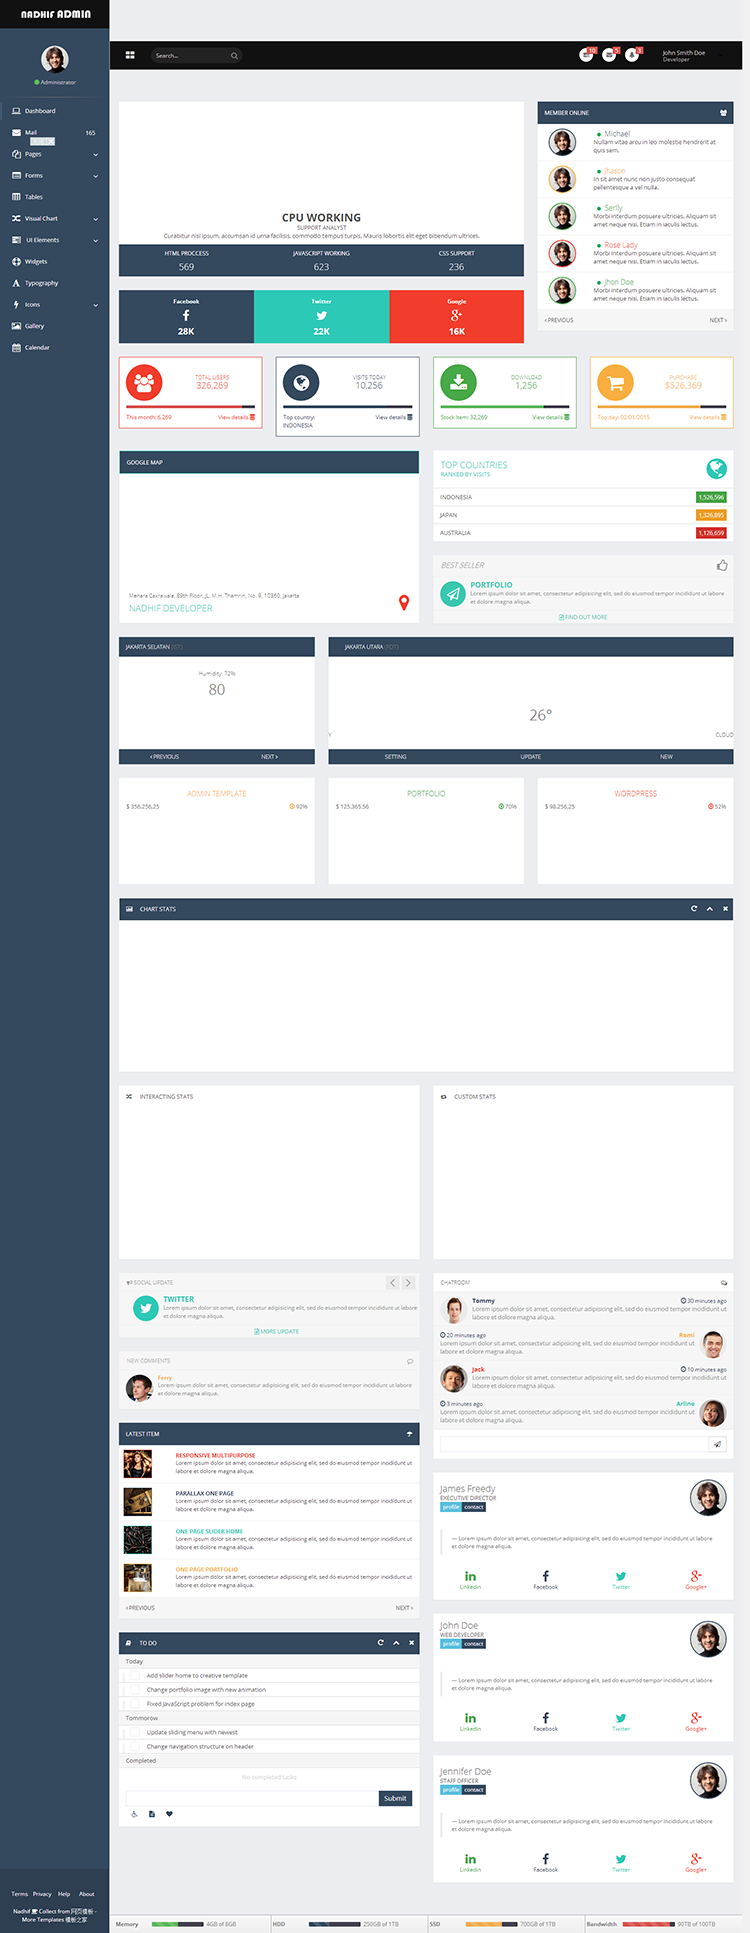 NADHIF ADMIN
Administrator
Dashboard
Mail 165
Pages
Forms
Tables
Visual Chart
UI Elements
Widgets
Typography
Icons
Gallery
Calendar
Terms Privacy Help About
Collect from 网页模板 -
More Templates 模板之家
Search...
10 5 3
John Smith Doe
Developer
CPU WORKING
SUPPORT ANALYST
Curabitur nisi ipsum, accumsan id urna facilisis, commodo tempus turpis. Mauris lobortis elit eget bibendum ultrices.
HTML PROCCESS JAVASCRIPT WORKING CSS SUPPORT
569 623 236
Facebook Twitter Google
28K 22K 16K
MEMBER ONLINE
Michael
Nullam vitae arcu in leo molestie hendrerit at
quis sem.
Jhason
In sit amet nunc non justo consequat
pellentesque a vel nulla.
Serlly
Morbi interdum posuere ultricies. Aliquam sit
amet neque nisi. Etiam in iaculis lectus.
Rose Lady
Morbi interdum posuere ultricies. Aliquam sit
amet neque nisi. Etiam in iaculis lectus.
Jhon Doe
Morbi interdum posuere ultricies. Aliquam sit
amet neque nisi. Etiam in iaculis lectus.
PREVIOUS NEXT
TOTAL USERS
326,269
This month: 6,269 View details
VISITS TODAY
10,256
Top country: View details
INDONESIA
DOWNLOAD
1,256
Stock Item: 32,269 View details
PURCHASE
$526,369
Top day: 02/01/2015 View details
GOOGLE MAP
Menara Cakrawala, 89th Floor, JL. M.H. Thamrin, No. 9, 10360, Jakarta
NADHIF DEVELOPER
TOP COUNTRIES
RANKED BY VISITS
INDONESIA 1,526,596
JAPAN 1,326,895
AUSTRALIA 1,126,659
BEST SELLER
PORTFOLIO
Lorem ipsum dolor sit amet, consectetur adipisicing elit, sed do eiusmod tempor incididunt ut labore
et dolore magna aliqua.
FIND OUT MORE
JAKARTA SELATAN (IST)
Humidity: 72%
80
PREVIOUS NEXT
JAKARTA UTARA (PDT)
26°
Y CLOUD
SETTING UPDATE NEW
ADMIN TEMPLATE
$ 356,256.25 92%
PORTFOLIO
$ 125,365.56 70%
WORDPRESS
$ 98,256.25 52%
CHART STATS
INTERACTING STATS
CUSTOM STATS
SOCIAL UPDATE
TWITTER
Lorem ipsum dolor sit amet, consectetur adipisicing elit, sed do eiusmod tempor incididunt ut
labore et dolore magna aliqua.
MORE UPDATE
NEW COMMENTS
Ferry
Lorem ipsum dolor sit amet, consectetur adipisicing elit, sed do eiusmod tempor incididunt ut
labore et dolore magna aliqua.
LATEST ITEM
RESPONSIVE MULTIPURPOSE
Lorem ipsum dolor sit amet, consectetur adipisicing elit, sed do eiusmod tempor incididunt ut
labore et dolore magna aliqua.
PARALLAX ONE PAGE
Lorem ipsum dolor sit amet, consectetur adipisicing elit, sed do eiusmod tempor incididunt ut
labore et dolore magna aliqua.
ONE PAGE SLIDER HOME
Lorem ipsum dolor sit amet, consectetur adipisicing elit, sed do eiusmod tempor incididunt ut
labore et dolore magna aliqua.
ONE PAGE PORTFOLIO
Lorem ipsum dolor sit amet, consectetur adipisicing elit, sed do eiusmod tempor incididunt ut
labore et dolore magna aliqua.
PREVIOUS NEXT
TO DO
Today
Add slider home to creative template
Change portfolio image with new animation
Fixed JavaScript problem for index page
Tommorow
Update sliding menu with newest
Change navigation structure on header
Completed
No completed tasks
Submit
CHATROOM
Tommy 30 minutes ago
Lorem ipsum dolor sit amet, consectetur adipisicing elit, sed do eiusmod tempor incididunt ut
labore et dolore magna aliqua.
20 minutes ago Romi
Lorem ipsum dolor sit amet, consectetur adipisicing elit, sed do eiusmod tempor incididunt ut
labore et dolore magna aliqua.
Jack 10 minutes ago
Lorem ipsum dolor sit amet, consectetur adipisicing elit, sed do eiusmod tempor incididunt ut
labore et dolore magna aliqua.
3 minutes ago Arline
Lorem ipsum dolor sit amet, consectetur adipisicing elit, sed do eiusmod tempor incididunt ut
labore et dolore magna aliqua.
James Freedy
EXECUTIVE DIRECTOR
profile contact
— Lorem ipsum dolor sit amet, consectetur adipisicing elit, sed do eiusmod tempor incididunt ut labore
et dolore magna aliqua.
Linkedin Facebook Twitter Google+
John Doe
WEB DEVELOPER
profile contact
— Lorem ipsum dolor sit amet, consectetur adipisicing elit, sed do eiusmod tempor incididunt ut labore
et dolore magna aliqua.
Linkedin Facebook Twitter Google+
Jennifer Doe
STAFF OFFICER
profile contact
— Lorem ipsum dolor sit amet, consectetur adipisicing elit, sed do eiusmod tempor incididunt ut labore
et dolore magna aliqua.
Linkedin Facebook Twitter Google+
Memory 4GB of 8GB HDD 250GB of 1TB SSD 700GB of 1TB Bandwidth 90TB of 100TB